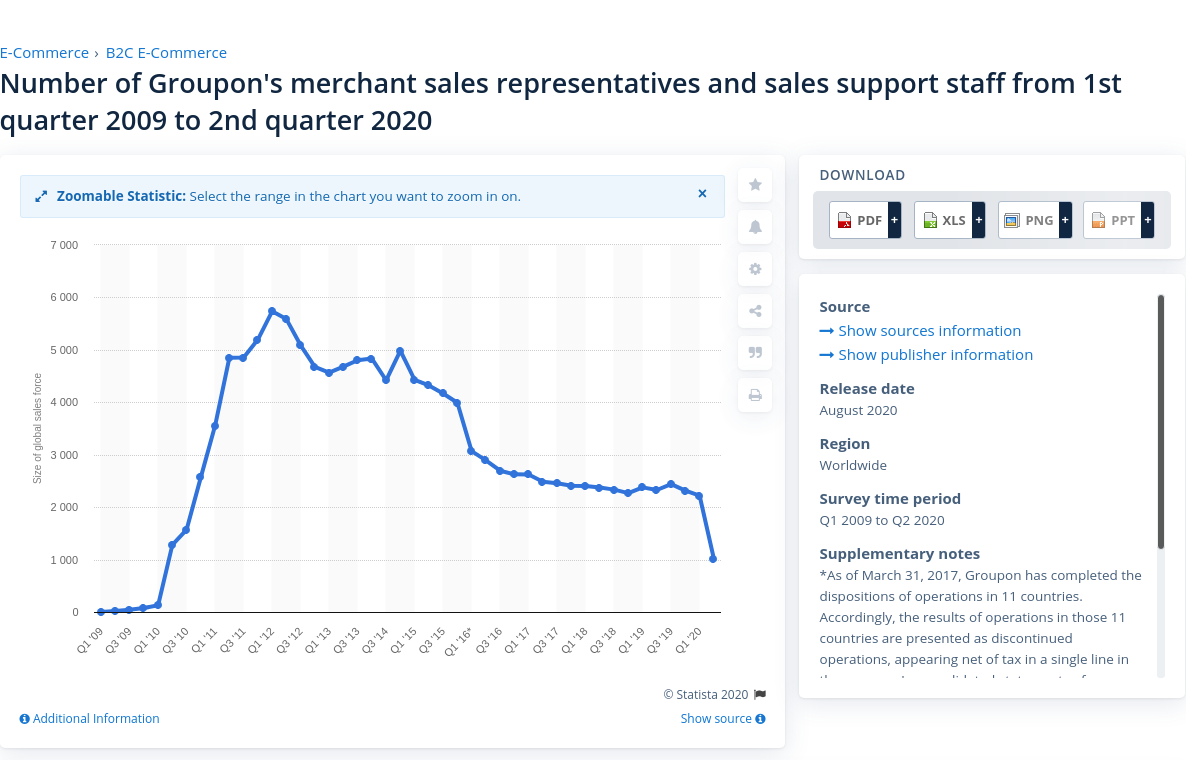 E-Commerce › B2C E-Commerce
Number of Groupon's merchant sales representatives and sales support staff from 1st
quarter 2009 to 2nd quarter 2020
Zoomable Statistic: Select the range in the chart you want to zoom in on. ×
Size of global sales force
7 000
6 000
5 000
4 000
3 000
2 000
1 000
0
Q1 '09
Q3 '09
Q1 '10
Q3 '10
Q1 '11
Q3 '11
Q1 '12
Q3 '12
Q1 '13
Q3 '13
Q3 '14
Q1 '15
Q3 '15
Q1 '16*
Q3 '16
Q1 '17
Q3 '17
Q1 '18
Q3 '18
Q1 '19
Q3 '19
Q1 '20
© Statista 2020
Additional Information
Show source
DOWNLOAD
PDF + XLS + PNG + PPT +
Source
Show sources information
Show publisher information
Release date
August 2020
Region
Worldwide
Survey time period
Q1 2009 to Q2 2020
Supplementary notes
*As of March 31, 2017, Groupon has completed the
dispositions of operations in 11 countries.
Accordingly, the results of operations in those 11
countries are presented as discontinued
operations, appearing net of tax in a single line in